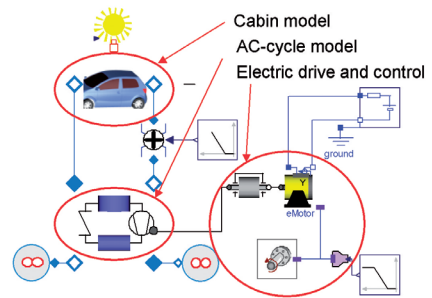 Cabin model
AC-cycle model
Electric drive and control
ground
Y
eMotor